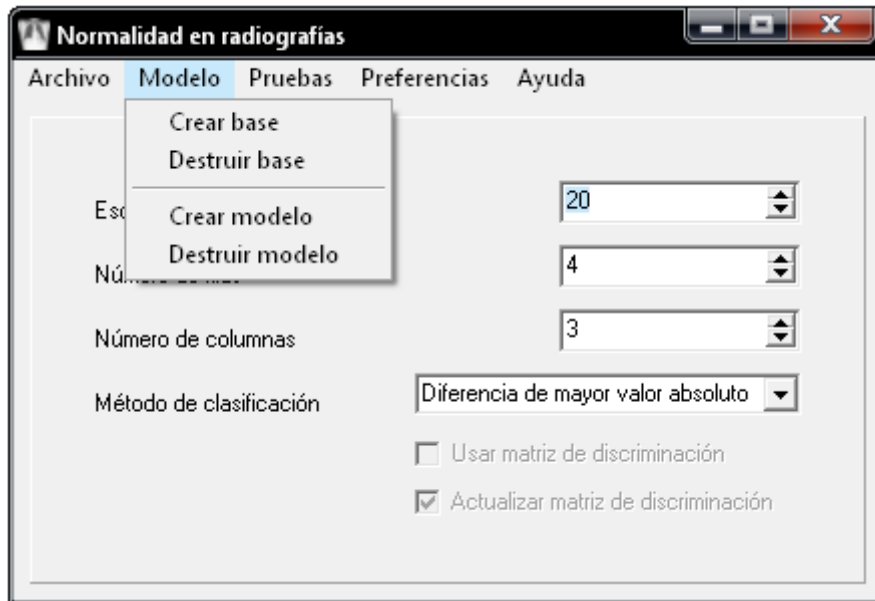 Normalidad en radiografías
Archivo Modelo Pruebas Preferencias Ayuda
Crear base
Destruir base
Crear modelo
Destruir modelo
20
4
Número de columnas 3
Método de clasificación Diferencia de mayor valor absoluto
Usar matriz de discriminación
Actualizar matriz de discriminación